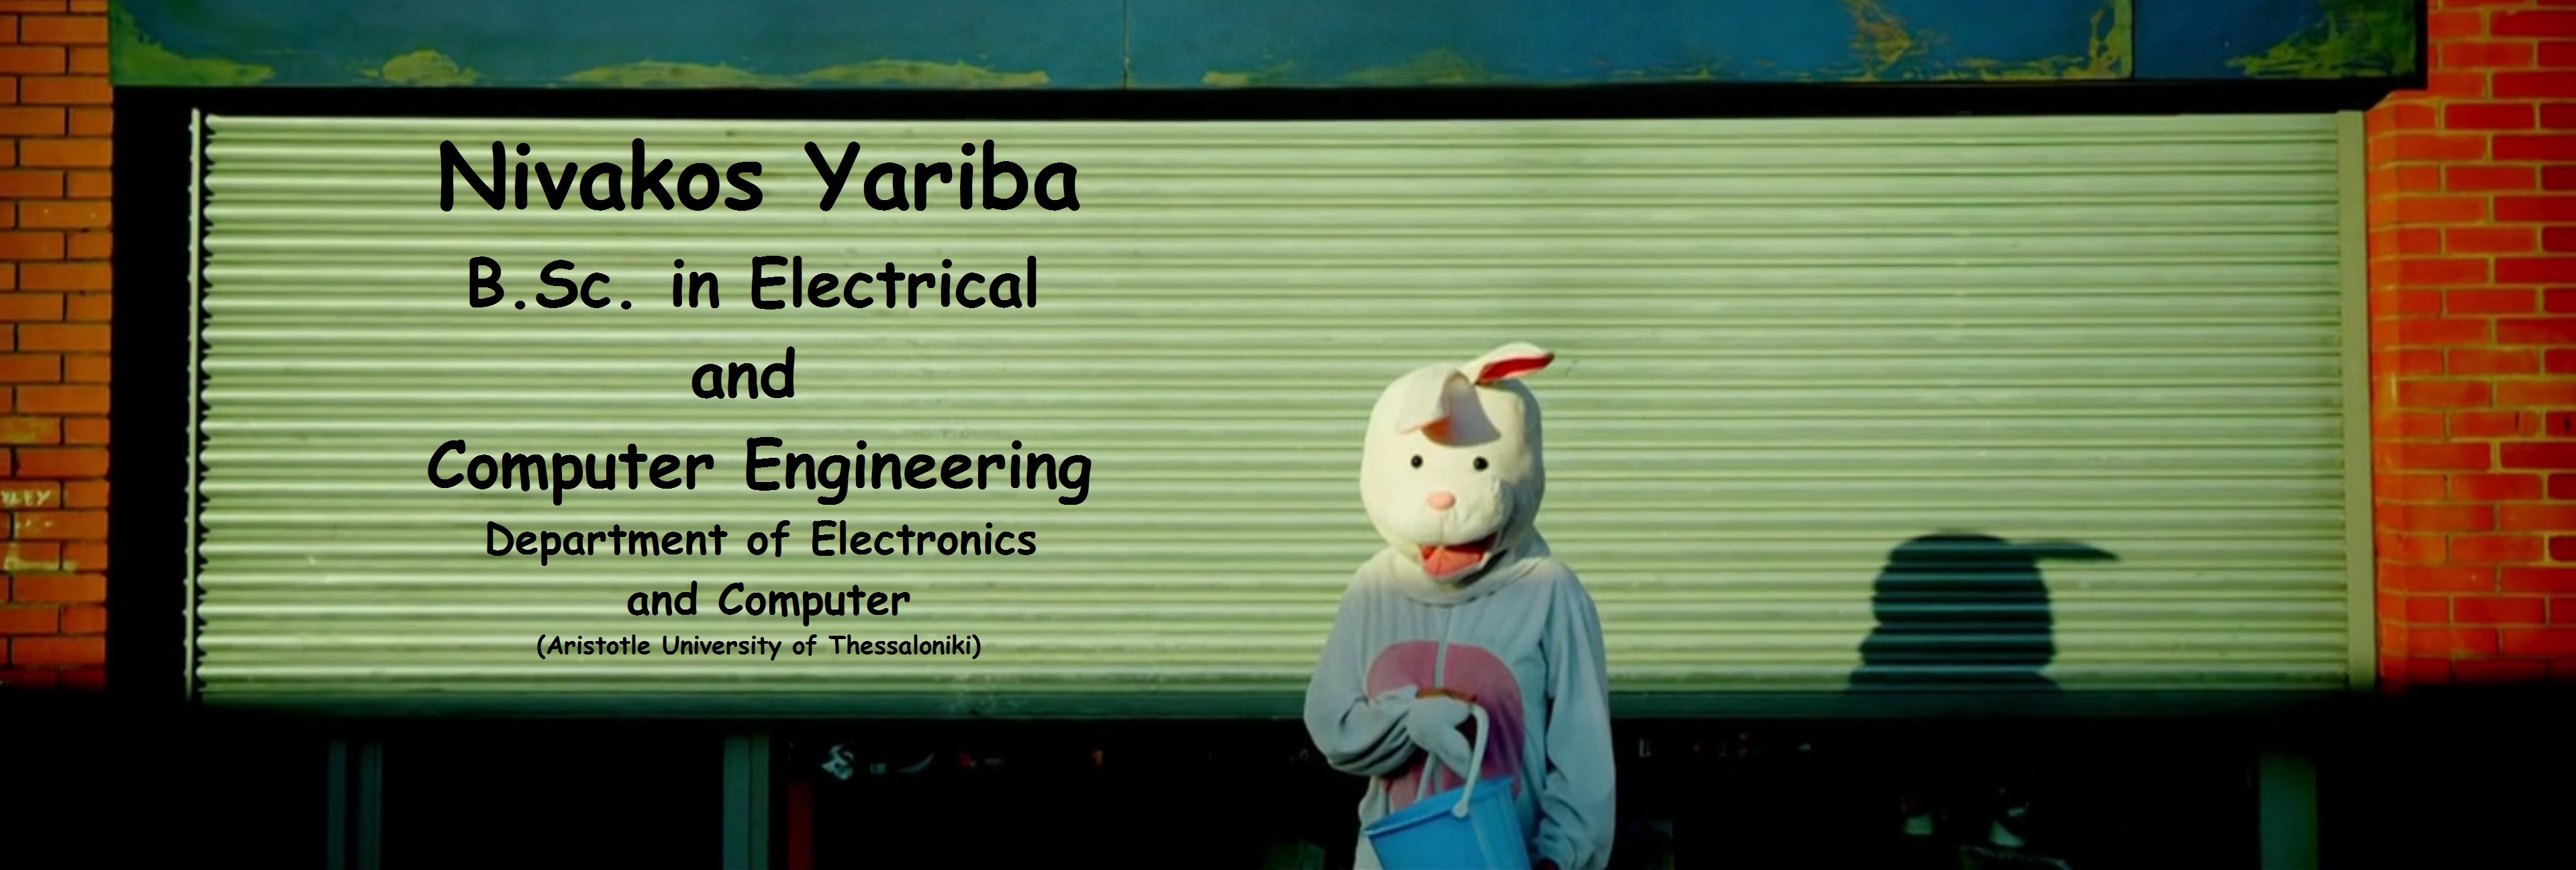 Nivakos Yariba
B.Sc. in Electrical
and
Computer Engineering
Department of Electronics
and Computer
(Aristotle University of Thessaloniki)